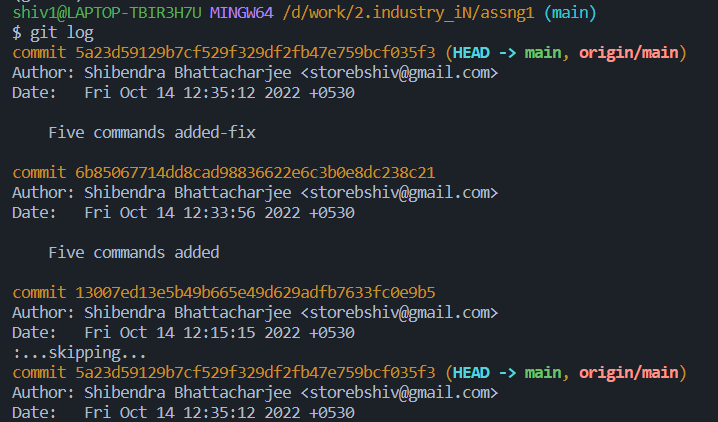 shiv1@LAPTOP-TBIR3H7U MINGW64 /d/work/2.industry_iN/assng1 (main)
$ git log
commit 5a23d59129b7cf529f329df2fb47e759bcf035f3 (HEAD -> main, origin/main)
Author: Shibendra Bhattacharjee <storebshiv@gmail.com>
Date:   Fri Oct 14 12:35:12 2022 +0530

    Five commands added-fix

commit 6b85067714dd8cad98836622e6c3b0e8dc238c21
Author: Shibendra Bhattacharjee <storebshiv@gmail.com>
Date:   Fri Oct 14 12:33:56 2022 +0530

    Five commands added

commit 13007ed13e5b49b665e49d629adfb7633fc0e9b5
Author: Shibendra Bhattacharjee <storebshiv@gmail.com>
Date:   Fri Oct 14 12:15:15 2022 +0530
:...skipping...
commit 5a23d59129b7cf529f329df2fb47e759bcf035f3 (HEAD -> main, origin/main)
Author: Shibendra Bhattacharjee <storebshiv@gmail.com>
Date:   Fri Oct 14 12:35:12 2022 +0530